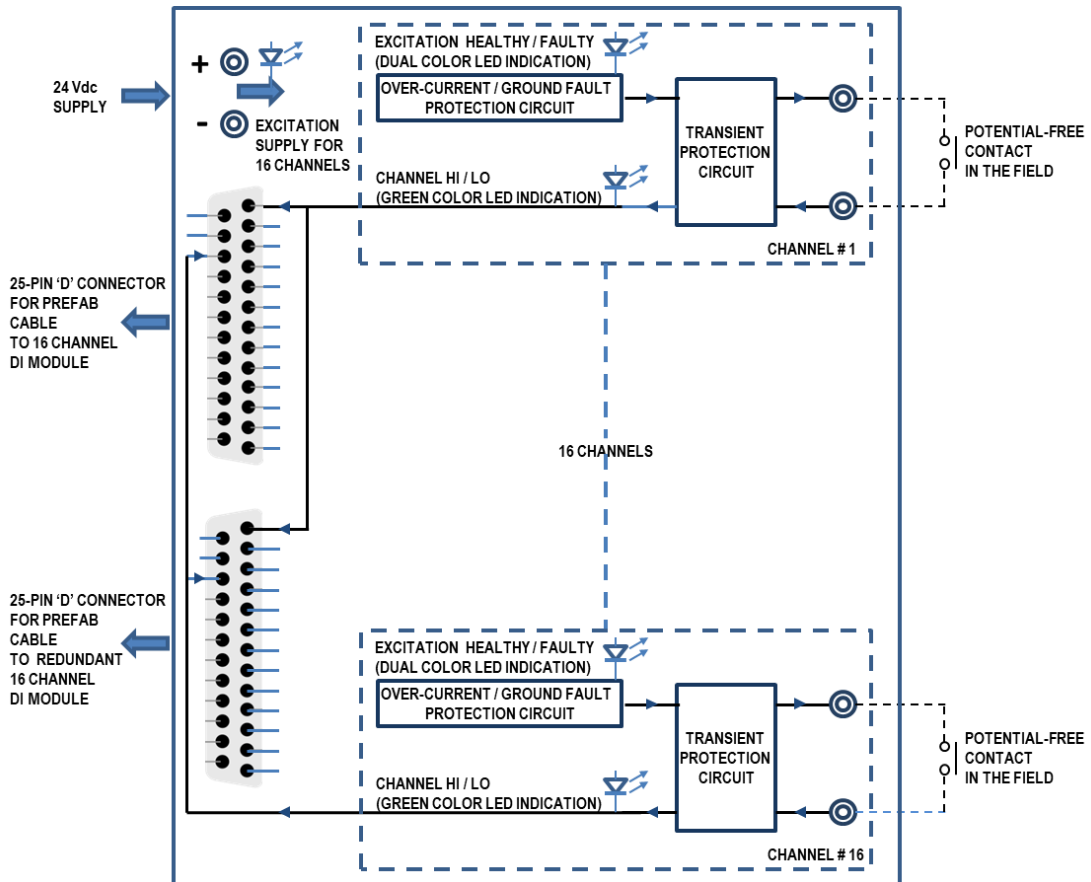 24 Vdc
SUPPLY
+
-
EXCITATION
SUPPLY FOR
16 CHANNELS
EXCITATION HEALTHY / FAULTY
(DUAL COLOR LED INDICATION)
OVER-CURRENT / GROUND FAULT
PROTECTION CIRCUIT
TRANSIENT
PROTECTION
CIRCUIT
CHANNEL HI / LO
(GREEN COLOR LED INDICATION)
CHANNEL # 1
POTENTIAL-FREE
CONTACT
IN THE FIELD
25-PIN ‘D’ CONNECTOR
FOR PREFAB
CABLE
TO 16 CHANNEL
DI MODULE
16 CHANNELS
25-PIN ‘D’ CONNECTOR
FOR PREFAB
CABLE
TO REDUNDANT
16 CHANNEL
DI MODULE
EXCITATION HEALTHY / FAULTY
(DUAL COLOR LED INDICATION)
OVER-CURRENT / GROUND FAULT
PROTECTION CIRCUIT
TRANSIENT
PROTECTION
CIRCUIT
CHANNEL HI / LO
(GREEN COLOR LED INDICATION)
CHANNEL # 16
POTENTIAL-FREE
CONTACT
IN THE FIELD